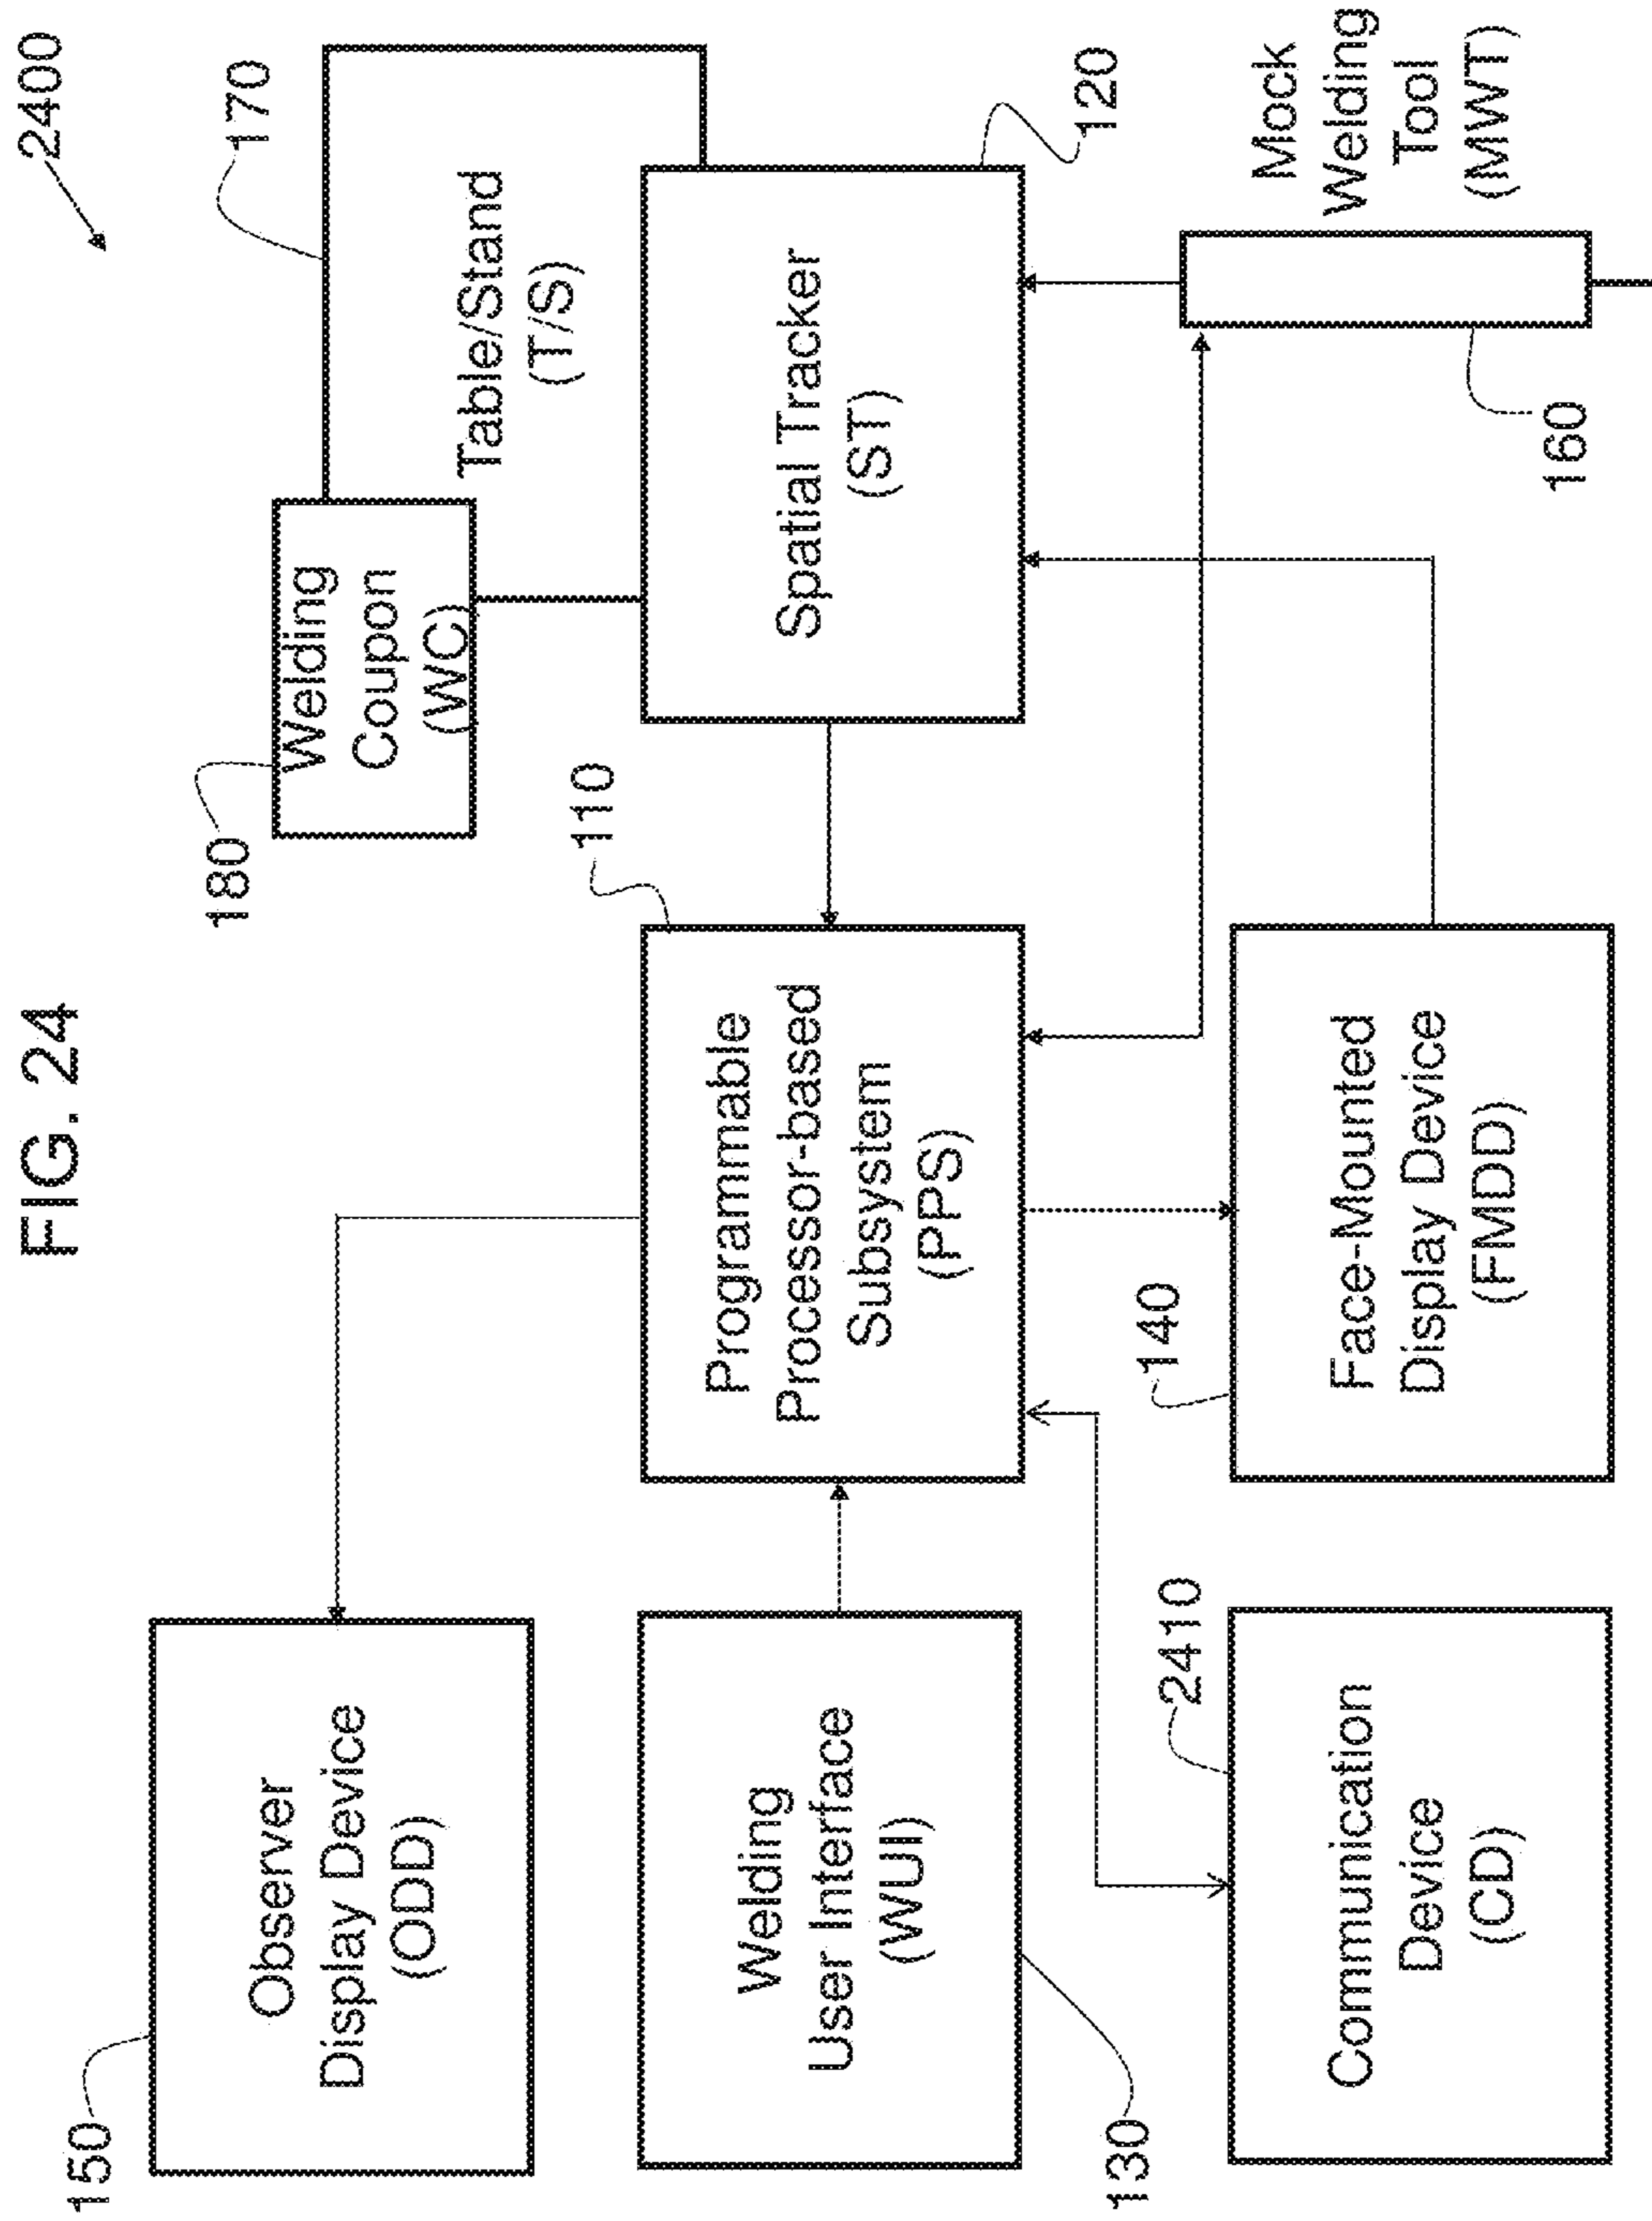 FIG. 24
2400
150
Observer
Display Device
(ODD)
180
Welding
Coupon
(WC)
170
Table/Stand
(T/S)
Welding
User Interface
(WUI)
130
110
Programmable
Processor-based
Subsystem
(PPS)
Spatial Tracker
(ST)
120
2410
Communication
Device
(CD)
140
Face-Mounted
Display Device
(FMDD)
160
Mock
Welding
Tool
(MWT)